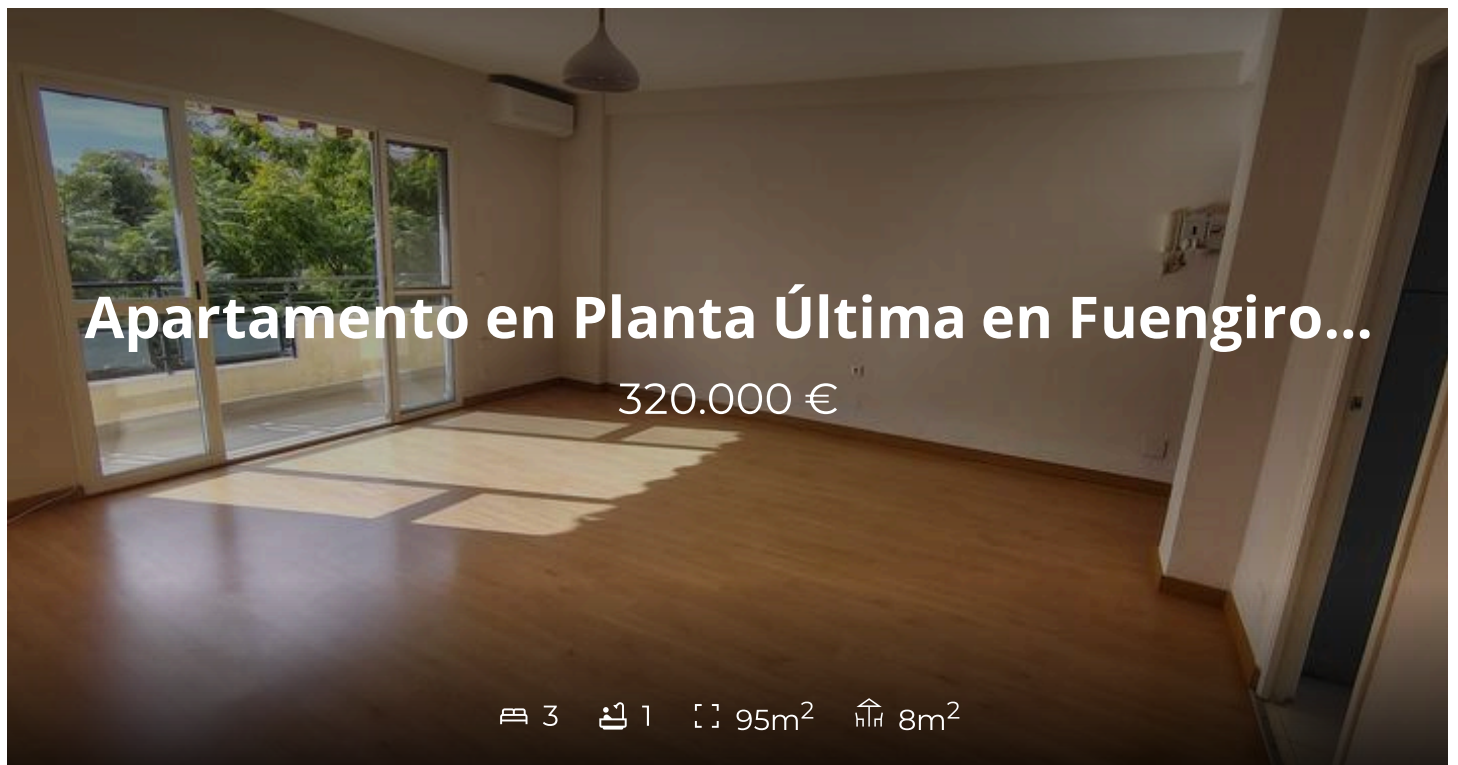 Apartamento en Planta Última en Fuengiro...
320.000 €
3 1 95m² 8m²